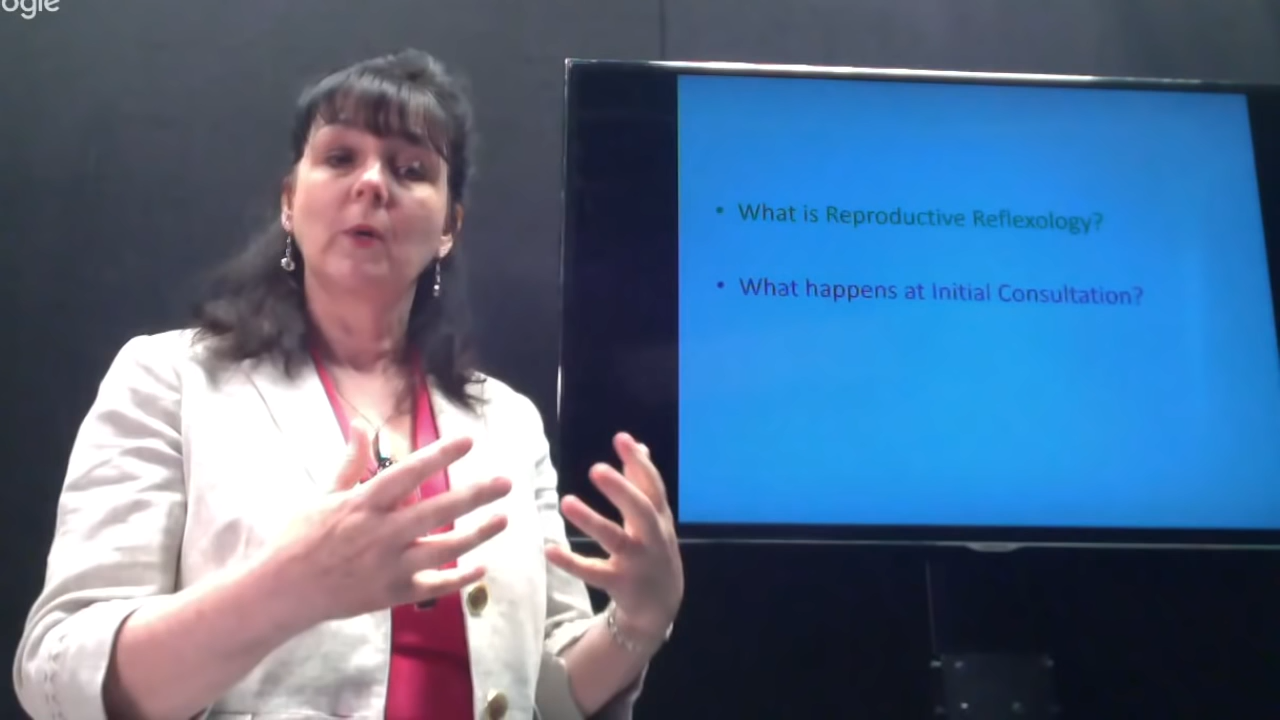 ogle
• What is Reproductive Reflexology?
• What happens at Initial Consultation?